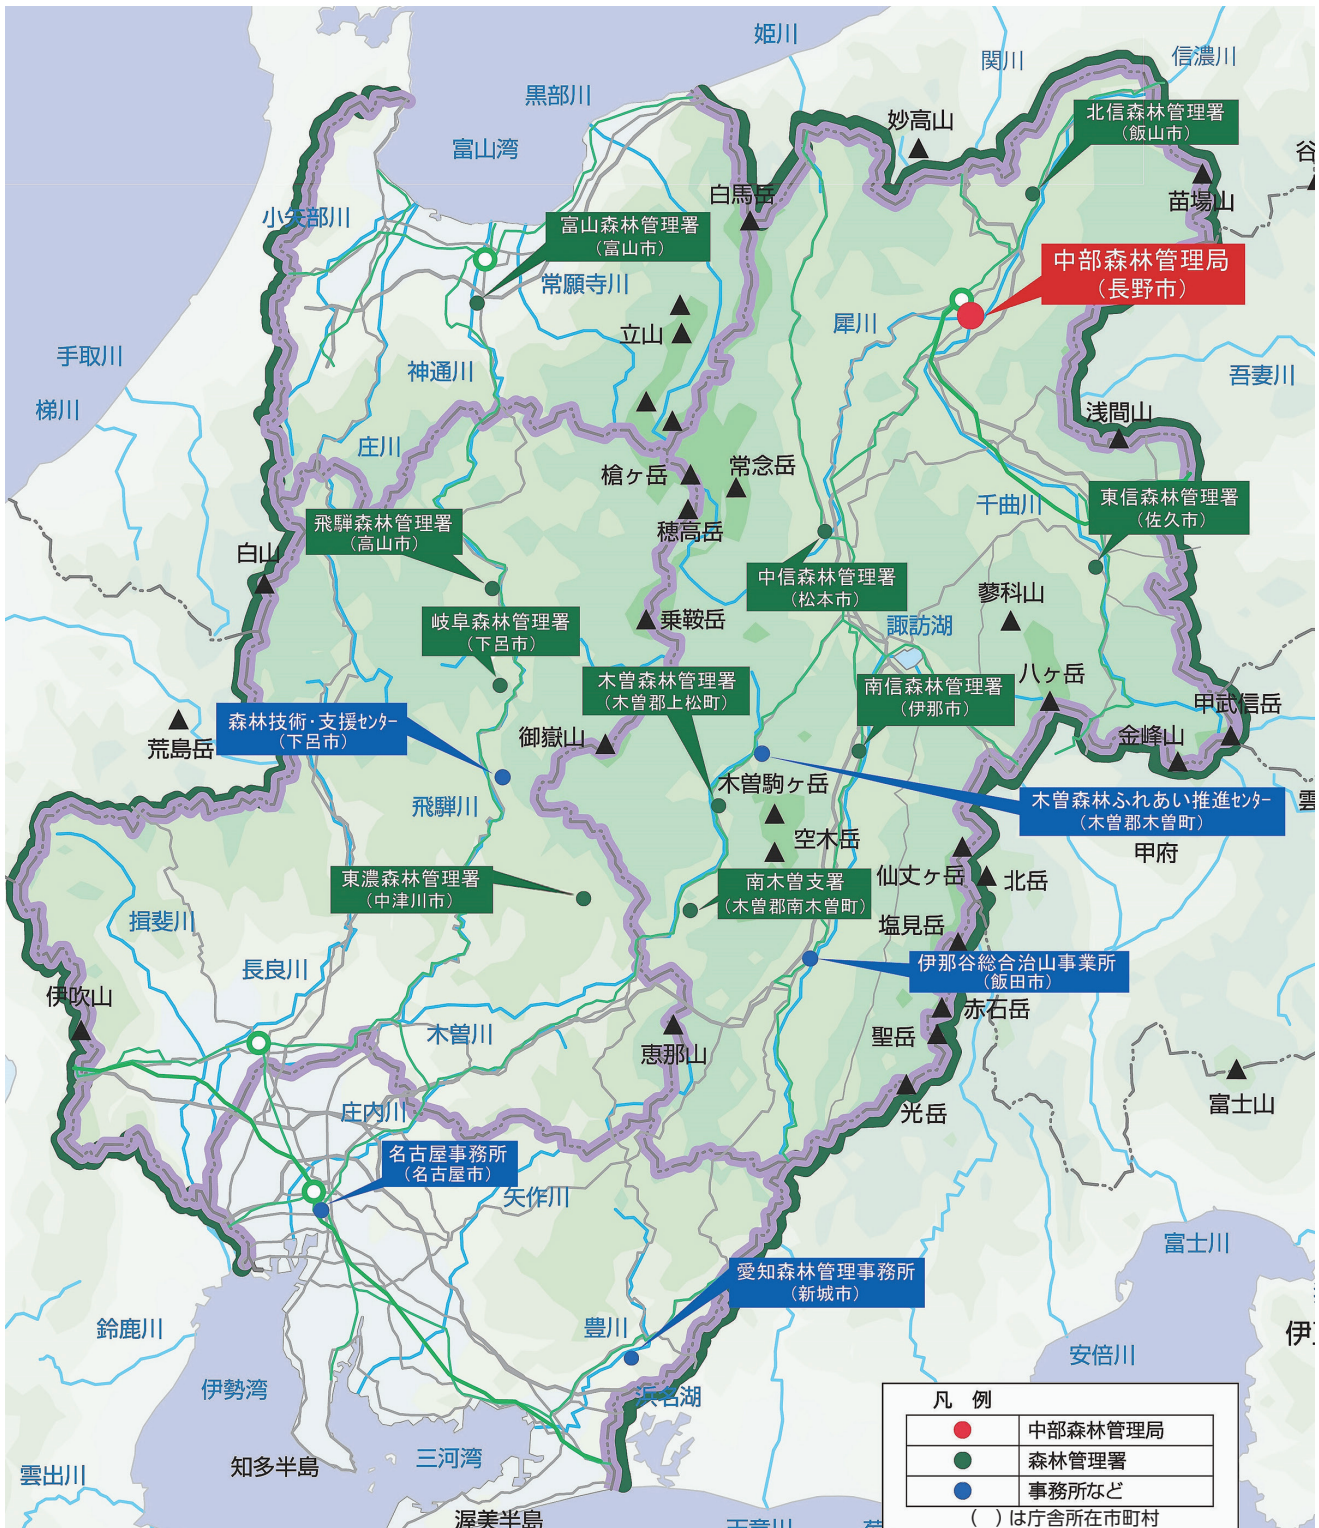 姫川
関川
信濃川
黒部川
富山湾
妙高山
北信森林管理署
(飯山市)
白馬岳
苗場山
小矢部川
富山森林管理署
(富山市)
常願寺川
中部森林管理局
(長野市)
立山
犀川
手取川
神通川
吾妻川
梯川
浅間山
庄川
槍ヶ岳
常念岳
穂高岳
千曲川
東信森林管理署
(佐久市)
飛騨森林管理署
(高山市)
白山
中信森林管理署
(松本市)
蓼科山
岐阜森林管理署
(下呂市)
乗鞍岳
諏訪湖
木曽森林管理署
(木曽郡上松町)
南信森林管理署
(伊那市)
八ヶ岳
甲武信岳
森林技術・支援センター
(下呂市)
荒島岳
御嶽山
金峰山
木曽駒ヶ岳
木曽森林ふれあい推進センター
(木曽郡木曽町)
飛騨川
空木岳
甲府
東濃森林管理署
(中津川市)
南木曽支署
(木曽郡南木曽町)
仙丈ヶ岳
北岳
揖斐川
塩見岳
長良川
伊那谷総合治山事業所
(飯田市)
伊吹山
赤石岳
木曽川
恵那山
聖岳
光岳
富士山
庄内川
名古屋事務所
(名古屋市)
矢作川
富士川
愛知森林管理事務所
(新城市)
鈴鹿川
豊川
安倍川
伊勢湾
浜名湖
知多半島
三河湾
雲出川
渥美半島
天竜川
凡 例
中部森林管理局
森林管理署
事務所など
( )は庁舎所在市町村